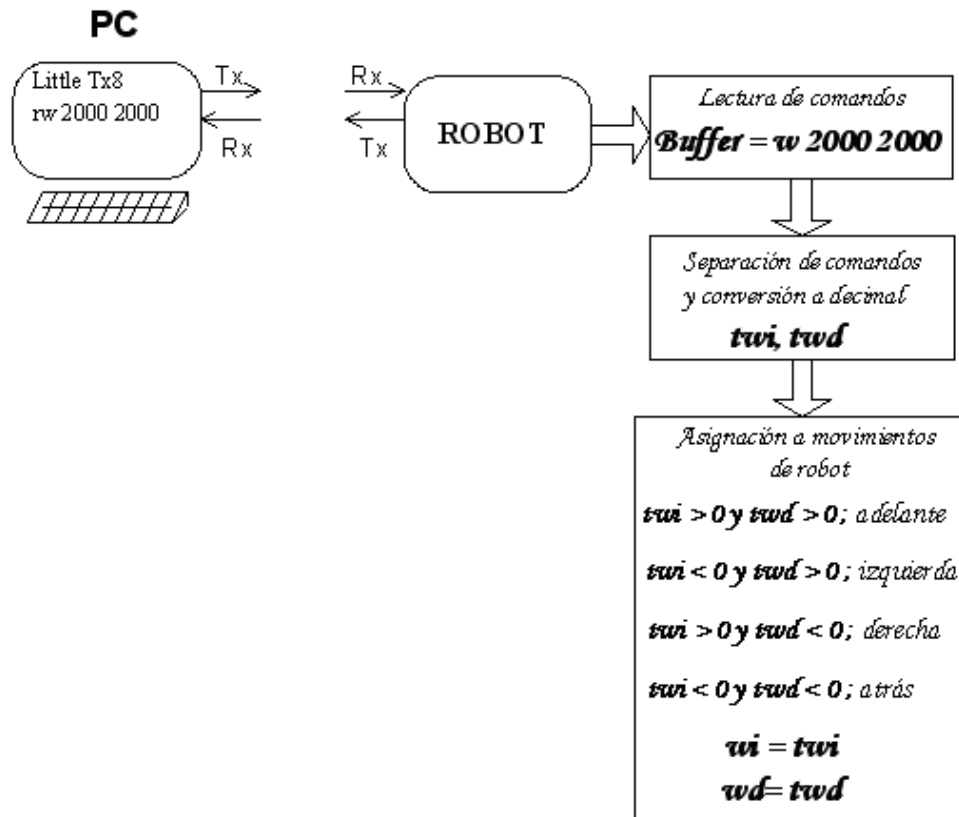 PC
Little Tx8
rw 2000 2000
Tx
Rx
Rx
Tx
ROBOT
Lectura de comandos
Buffer = w 2000 2000
Separación de comandos
y conversión a decimal
twi, twd
Asignación a movimientos
de robot
twi > 0 y twd > 0 ; adelante
twi < 0 y twd > 0 ; izquierda
twi > 0 y twd < 0 ; derecha
twi < 0 y twd < 0 ; atrás
wi = twi
wd= twd